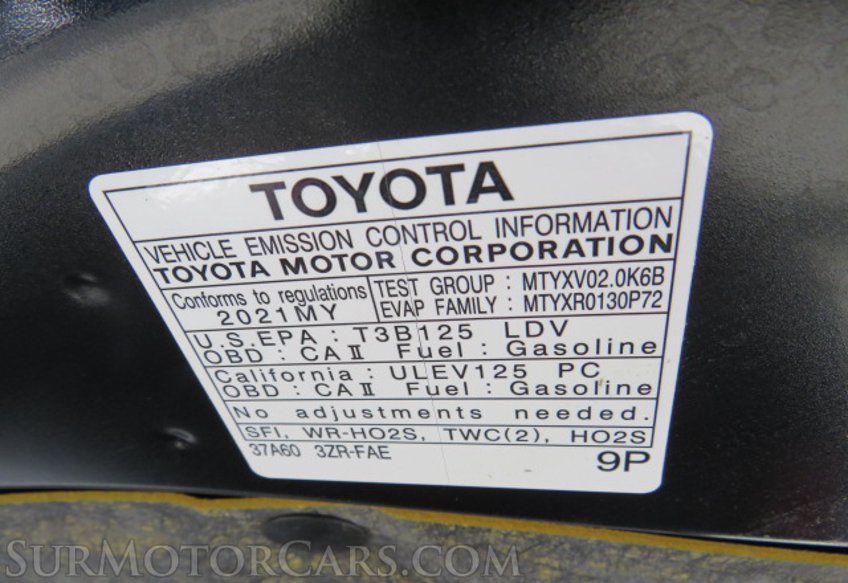 TOYOTA
VEHICLE EMISSION CONTROL INFORMATION
TOYOTA MOTOR CORPORATION
Conforms to regulations
2021MY
TEST GROUP : MTYXV02.0K6B
EVAP FAMILY : MTYXR0130P72
U.S.EPA : T3B125 LDV
OBD : CAⅡ Fuel : Gasoline
California : ULEV125 PC
OBD : CAⅡ Fuel : Gasoline
No adjustments needed.
SFI, WR-HO2S, TWC(2), HO2S
37A60 3ZR-FAE 9P
SurMotorCars.com